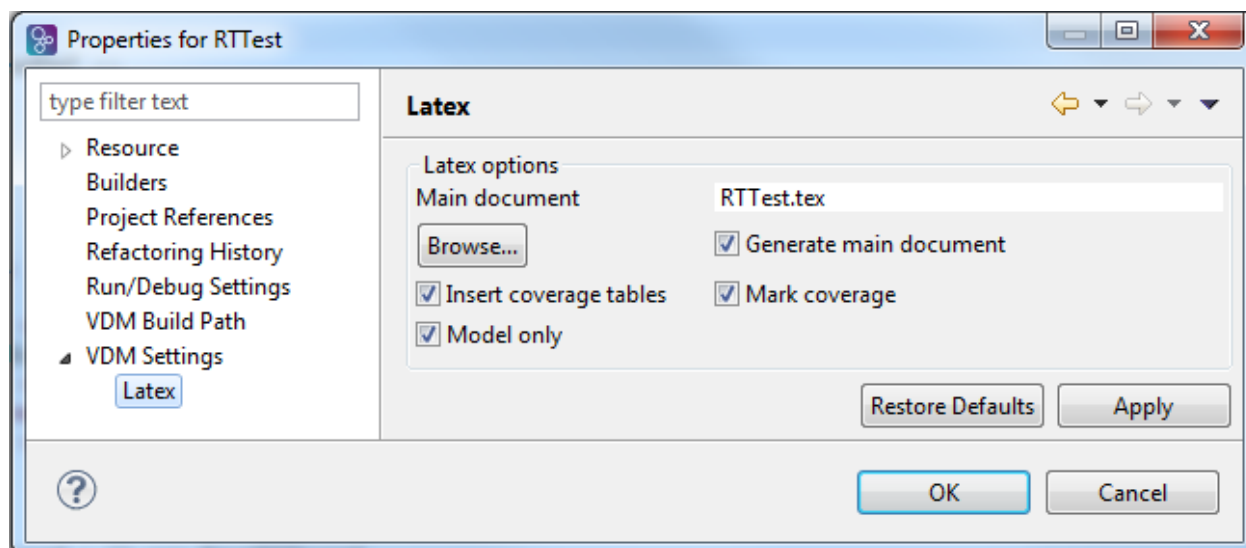 Properties for RTTest
type filter text
Resource
Builders
Project References
Refactoring History
Run/Debug Settings
VDM Build Path
VDM Settings
Latex
Latex
Latex options
Main document RTTest.tex
Browse... Generate main document
Insert coverage tables Mark coverage
Model only
Restore Defaults Apply
? OK Cancel